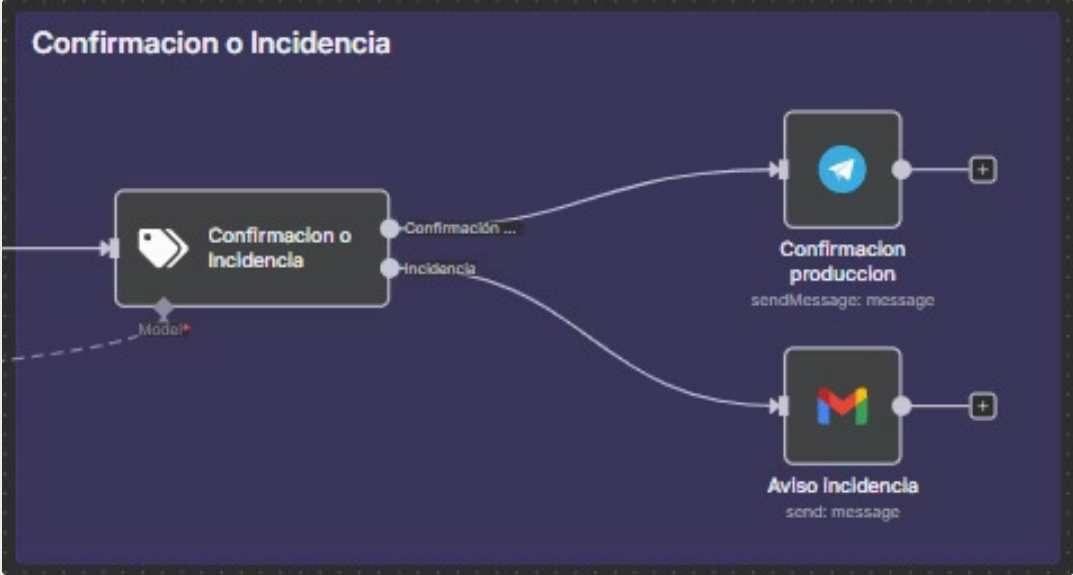 Confirmacion o Incidencia
Confirmacion o
Incidencia
Confirmación ...
Incidencia
Model*
Confirmacion
produccion
sendMessage: message
Aviso incidencia
send: message